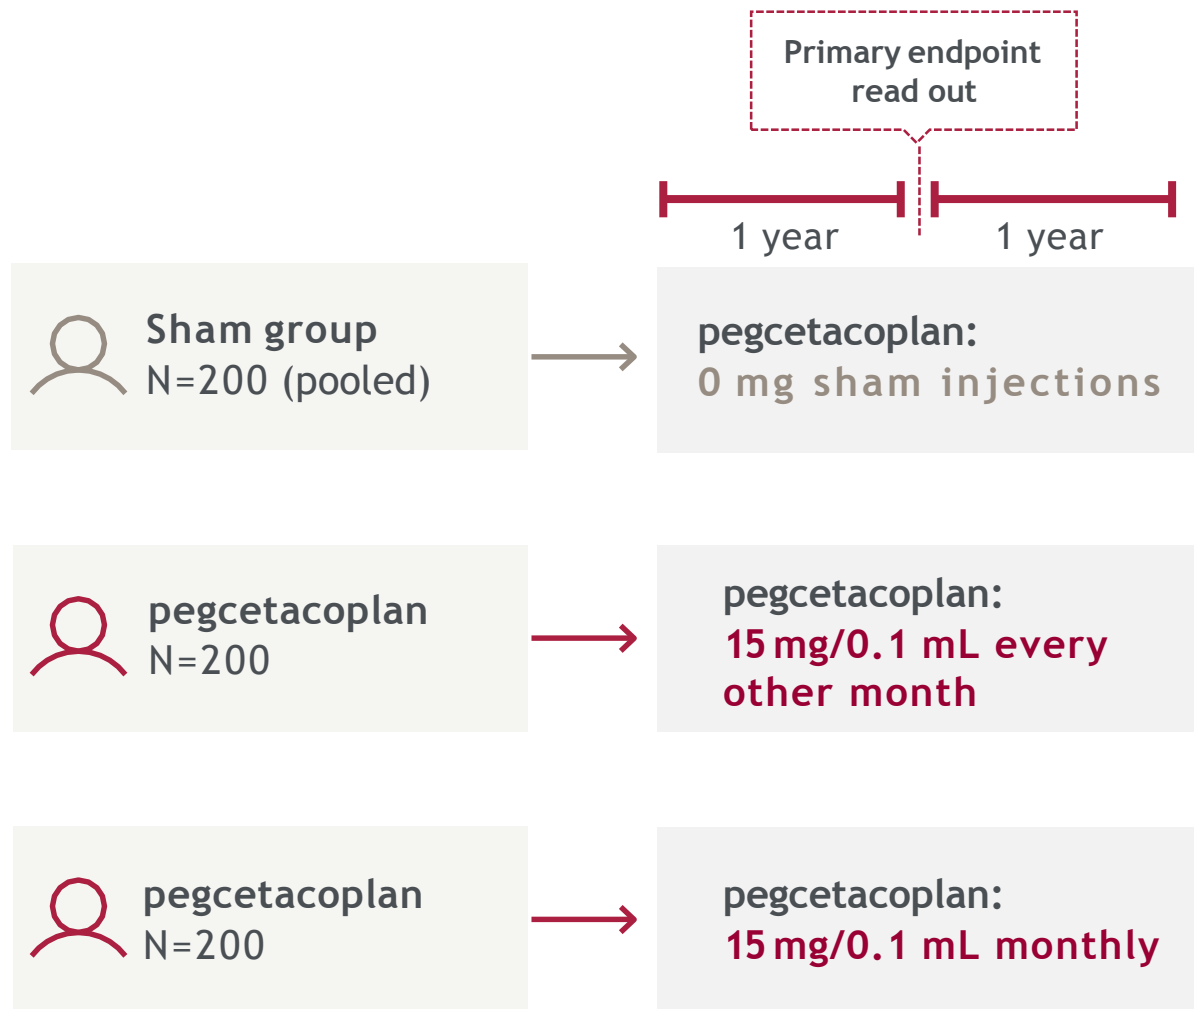 Primary endpoint
read out
1 year
1 year
Sham group
N=200 (pooled)
pegcetacoplan:
0 mg sham injections
pegcetacoplan
N=200
pegcetacoplan:
15 mg/0.1 mL every
other month
pegcetacoplan
N=200
pegcetacoplan:
15 mg/0.1 mL monthly